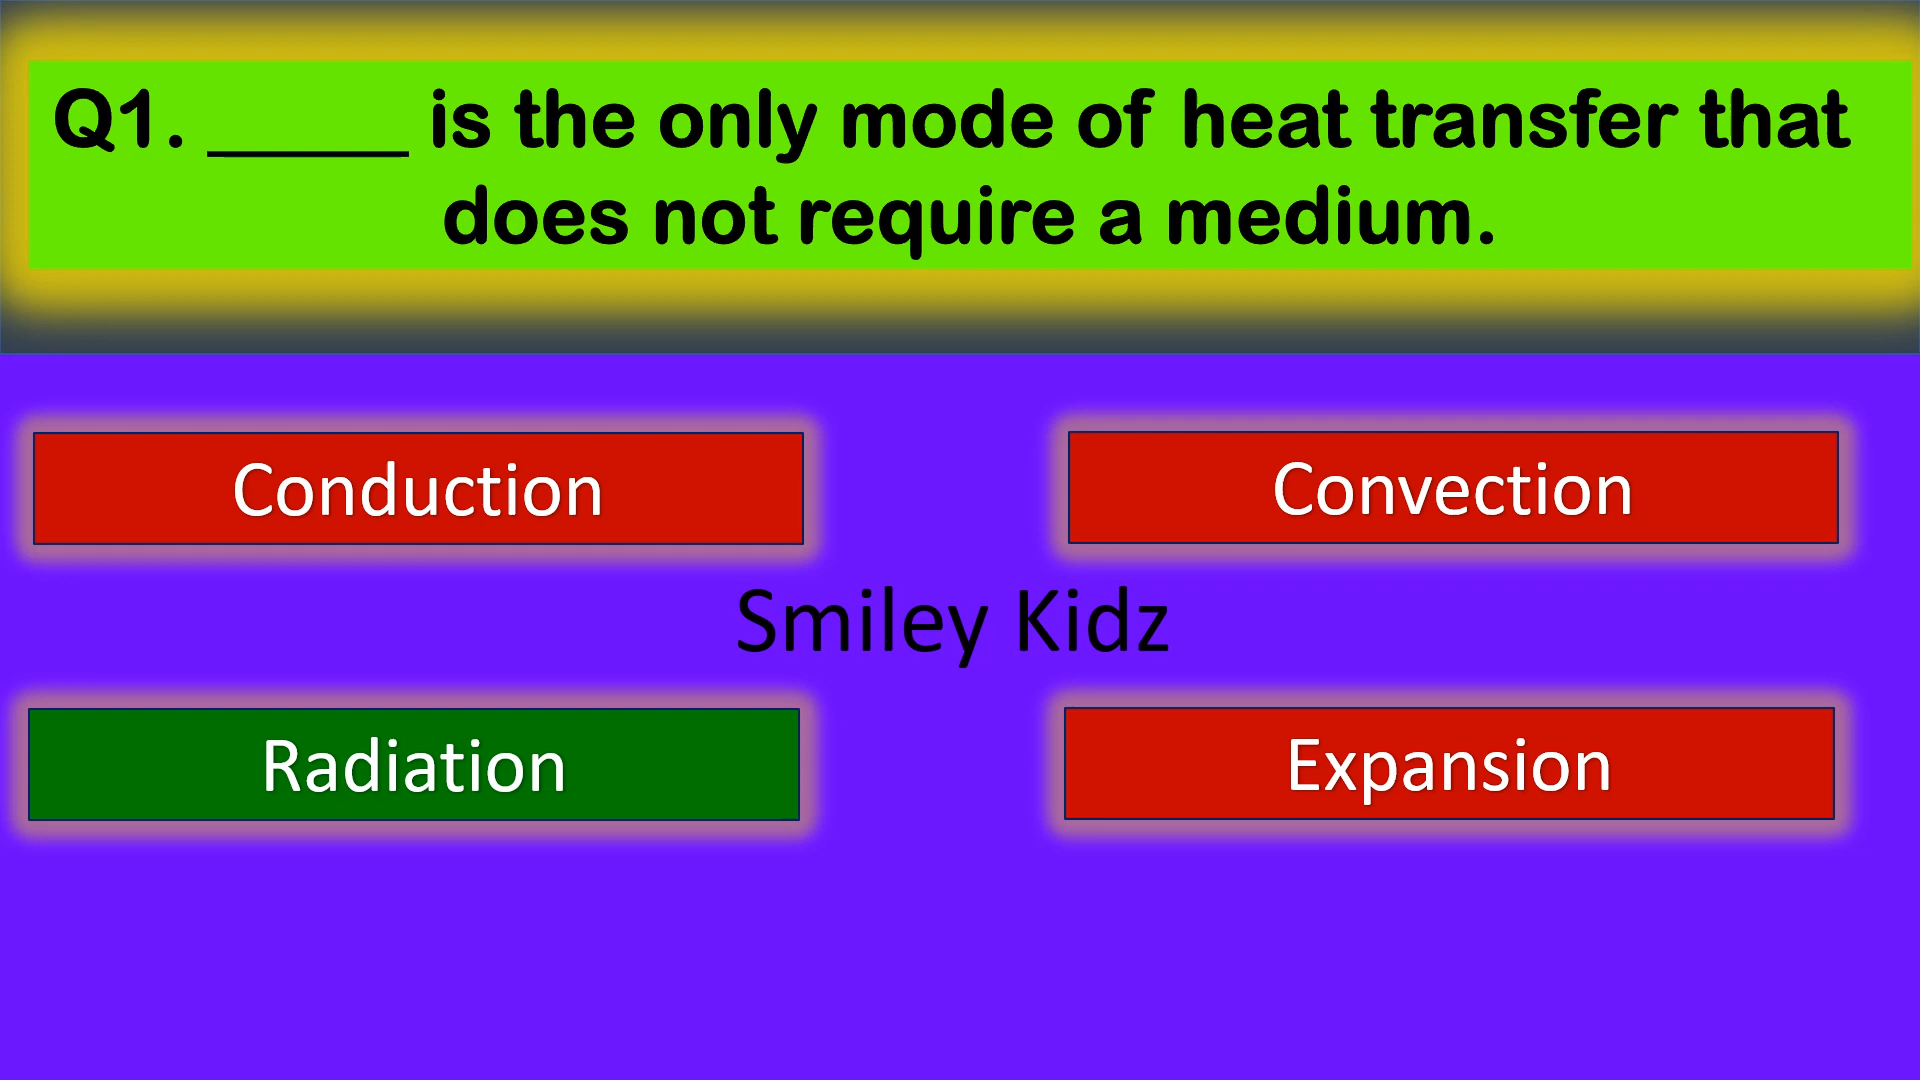 Q1. _____ is the only mode of heat transfer that
does not require a medium.
Conduction
Convection
Smiley Kidz
Radiation
Expansion